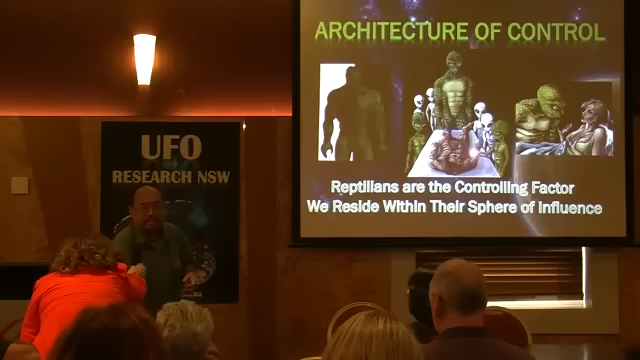 ARCHITECTURE OF CONTROL
UFO
RESEARCH NSW
Reptilians are the Controlling Factor
We Reside Within Their Sphere of Influence